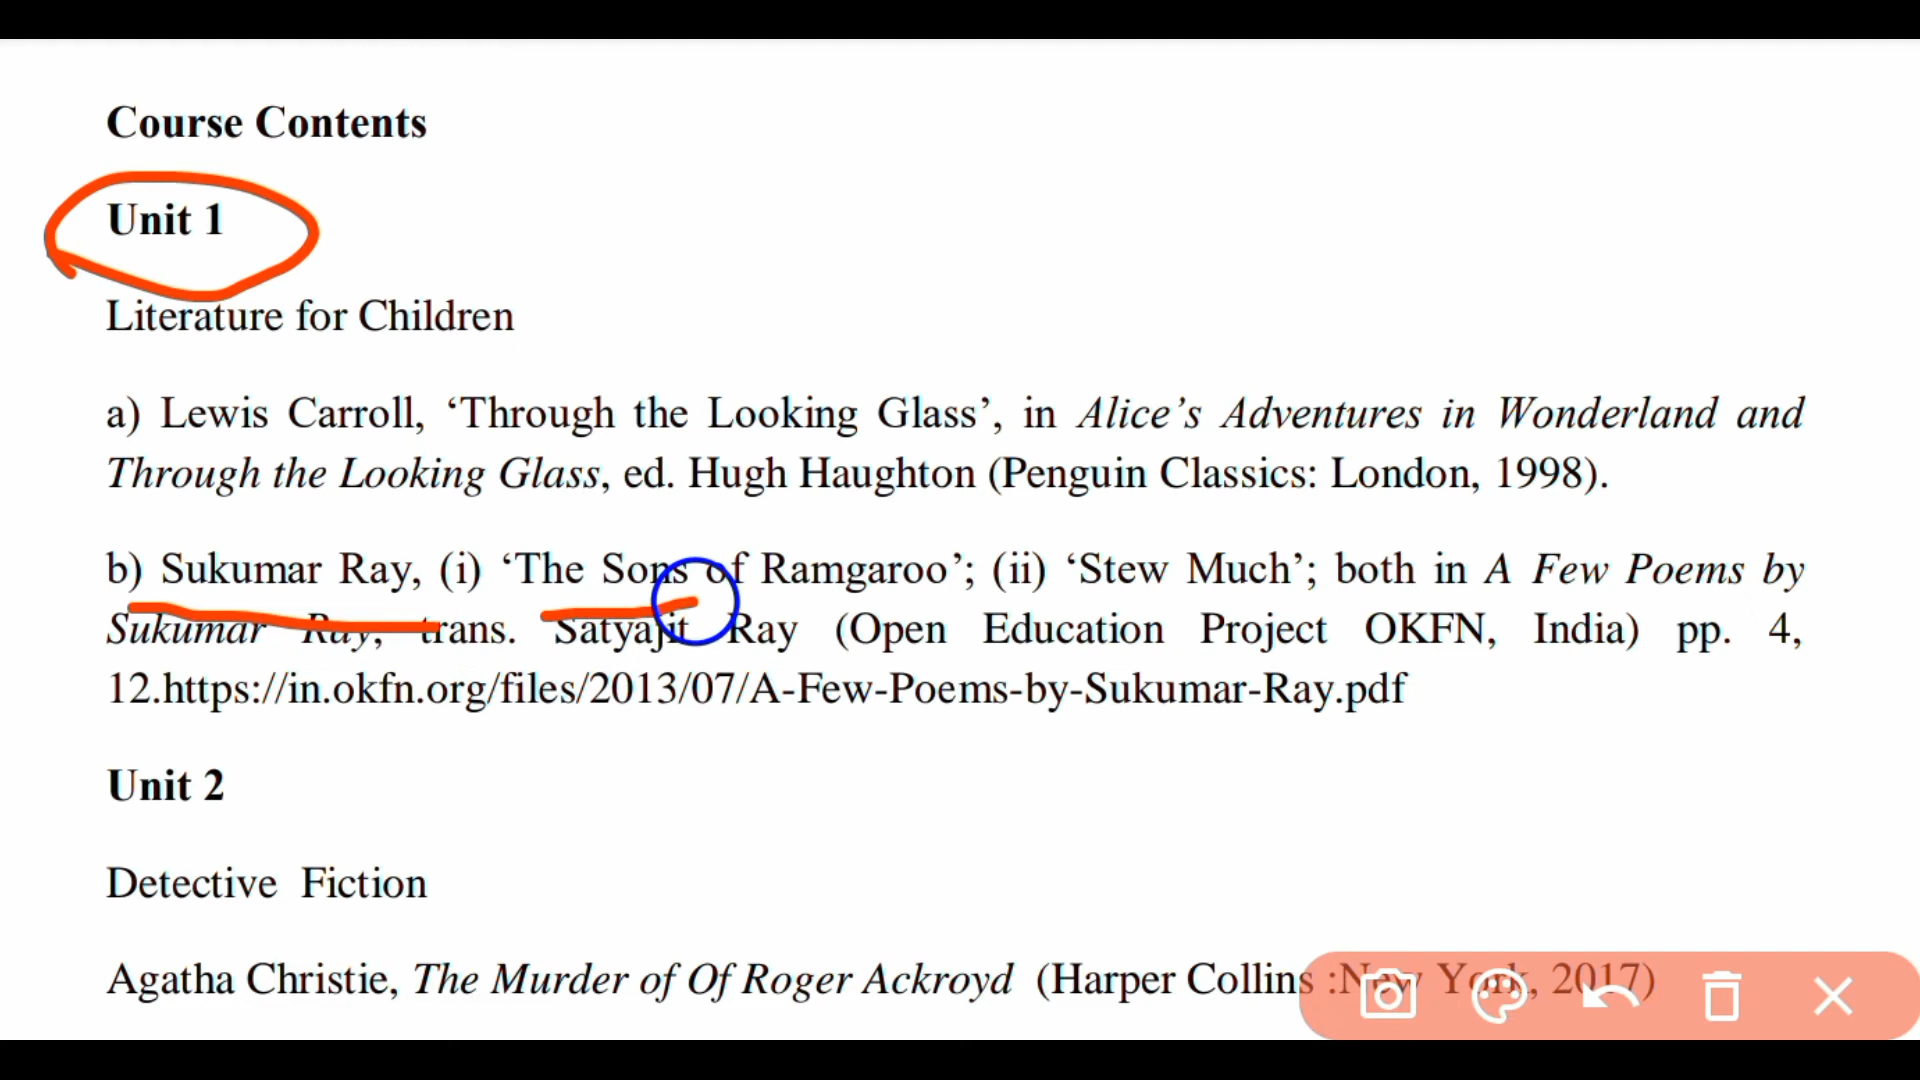 Course Contents
Unit 1
Literature for Children
a) Lewis Carroll, ‘Through the Looking Glass’, in Alice’s Adventures in Wonderland and
Through the Looking Glass, ed. Hugh Haughton (Penguin Classics: London, 1998).
b) Sukumar Ray, (i) ‘The Sons of Ramgaroo’; (ii) ‘Stew Much’; both in A Few Poems by
Sukumar Ray, trans. Satyajit Ray (Open Education Project OKFN, India) pp. 4,
12.https://in.okfn.org/files/2013/07/A-Few-Poems-by-Sukumar-Ray.pdf
Unit 2
Detective Fiction
Agatha Christie, The Murder of Of Roger Ackroyd (Harper Collins :New York, 2017)